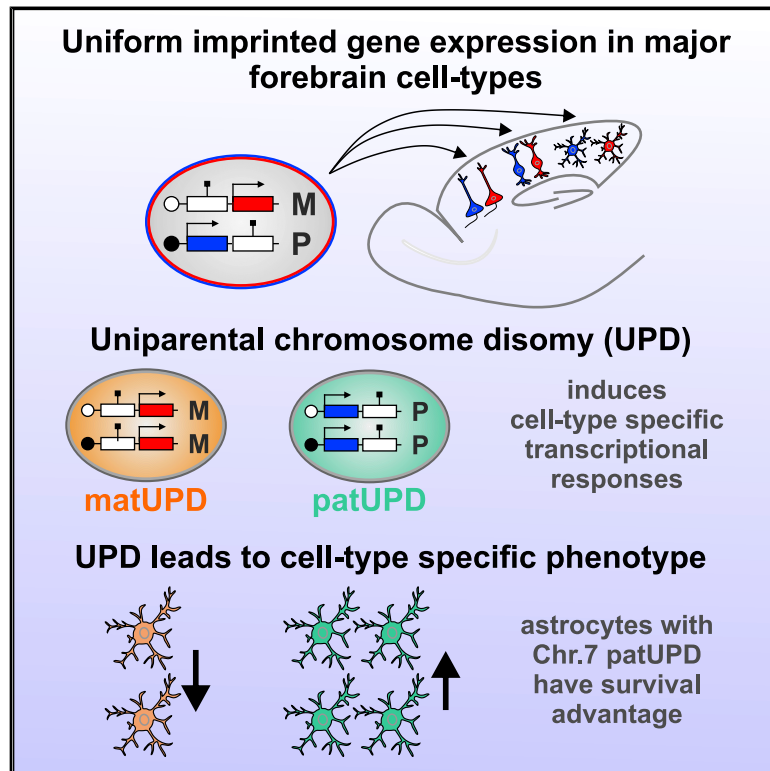 Uniform imprinted gene expression in major
forebrain cell-types
M
P
Uniparental chromosome disomy (UPD)
M
M
matUPD
P
P
patUPD
induces
cell-type specific
transcriptional
responses
UPD leads to cell-type specific phenotype
astrocytes with
Chr.7 patUPD
have survival
advantage